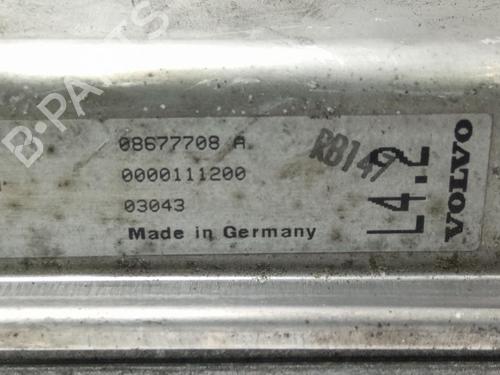 08677708 A
0000111200
03043
Made in Germany
RB147
L4.2
VOLVO
B-PARTS